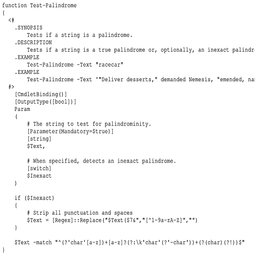 function Test-Palindrome
{
<#
.SYNOPSIS
Tests if a string is a palindrome.
.DESCRIPTION
Tests if a string is a true palindrome or, optionally, an inexact palindr
.EXAMPLE
Test-Palindrome -Text "racecar"
.EXAMPLE
Test-Palindrome -Text '"Deliver desserts," demanded Nemesis, "emended, na
#>
[CmdletBinding()]
[OutputType([bool])]
Param
(
# The string to test for palindrominity.
[Parameter(Mandatory=$true)]
[string]
$Text,
# When specified, detects an inexact palindrome.
[switch]
$Inexact
)
if ($Inexact)
{
# Strip all punctuation and spaces
$Text = [Regex]::Replace("$Text($7&","[^1-9a-zA-Z]","")
}
$Text -match "^(?'char'[a-z])+[a-z]?(?:\k'char'(?'-char'))+(?(char)(?!))$"
}